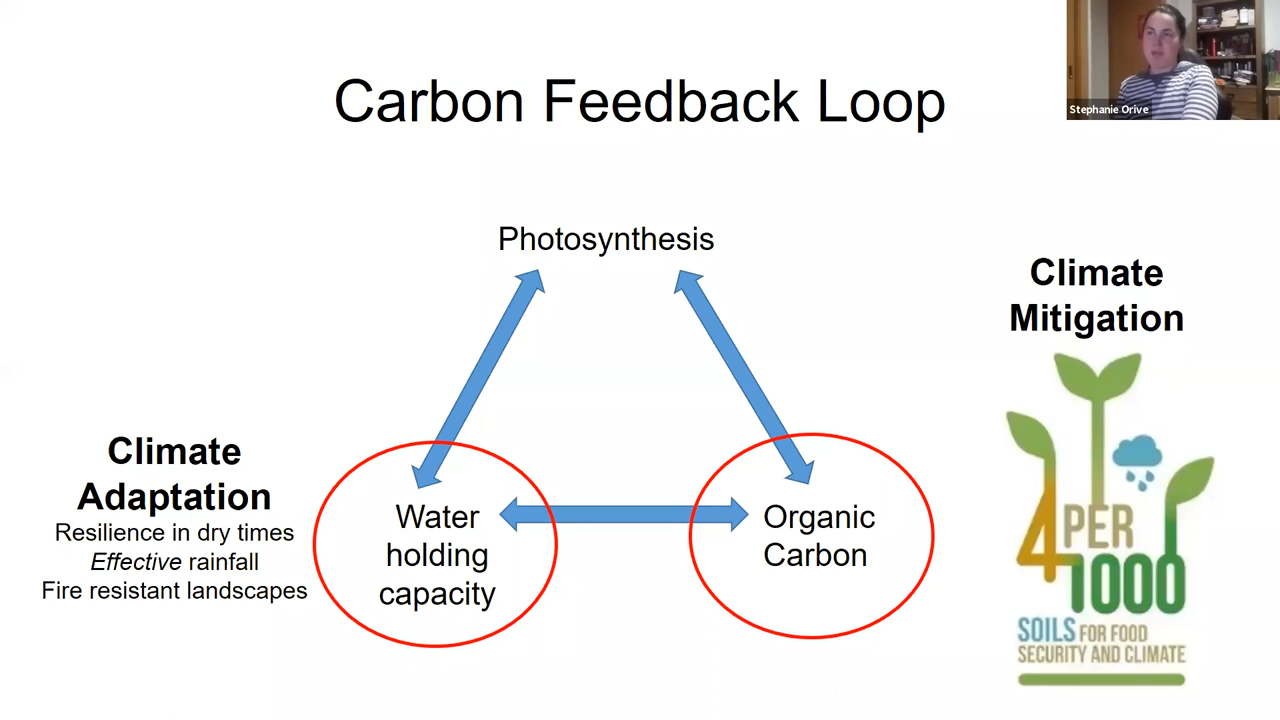 Stephanie Orive
Carbon Feedback Loop
Photosynthesis
Climate
Mitigation
Climate
Adaptation
Resilience in dry times
Effective rainfall
Fire resistant landscapes
Water
holding
capacity
Organic
Carbon
4 PER
1000
SOILS FOR FOOD
SECURITY AND CLIMATE